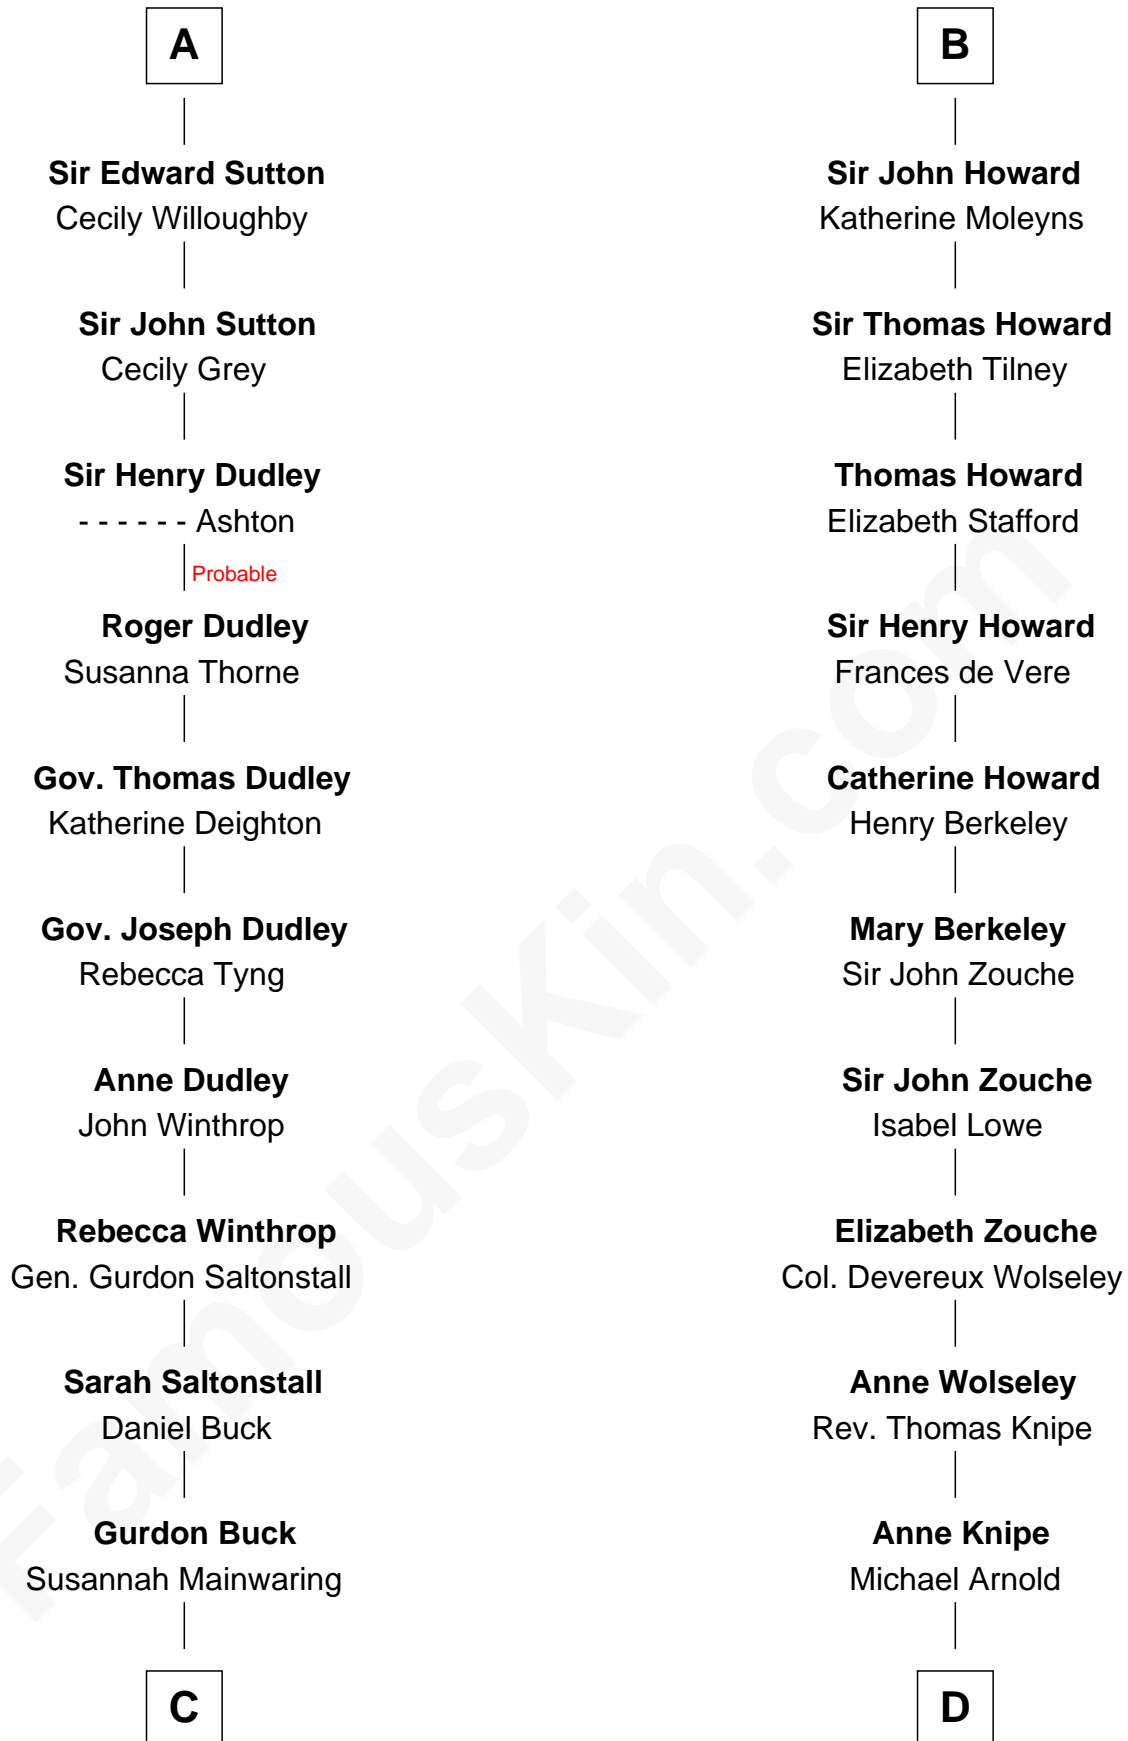 A
Sir Edward Sutton
Cecily Willoughby
Sir John Sutton
Cecily Grey
Sir Henry Dudley
- - - - - - Ashton
Probable
Roger Dudley
Susanna Thorne
Gov. Thomas Dudley
Katherine Deighton
Gov. Joseph Dudley
Rebecca Tyng
Anne Dudley
John Winthrop
Rebecca Winthrop
Gen. Gurdon Saltonstall
Sarah Saltonstall
Daniel Buck
Gurdon Buck
Susannah Mainwaring
C
B
Sir John Howard
Katherine Moleyns
Sir Thomas Howard
Elizabeth Tilney
Thomas Howard
Elizabeth Stafford
Sir Henry Howard
Frances de Vere
Catherine Howard
Henry Berkeley
Mary Berkeley
Sir John Zouche
Sir John Zouche
Isabel Lowe
Elizabeth Zouche
Col. Devereux Wolseley
Anne Wolseley
Rev. Thomas Knipe
Anne Knipe
Michael Arnold
D
FamousKin.com